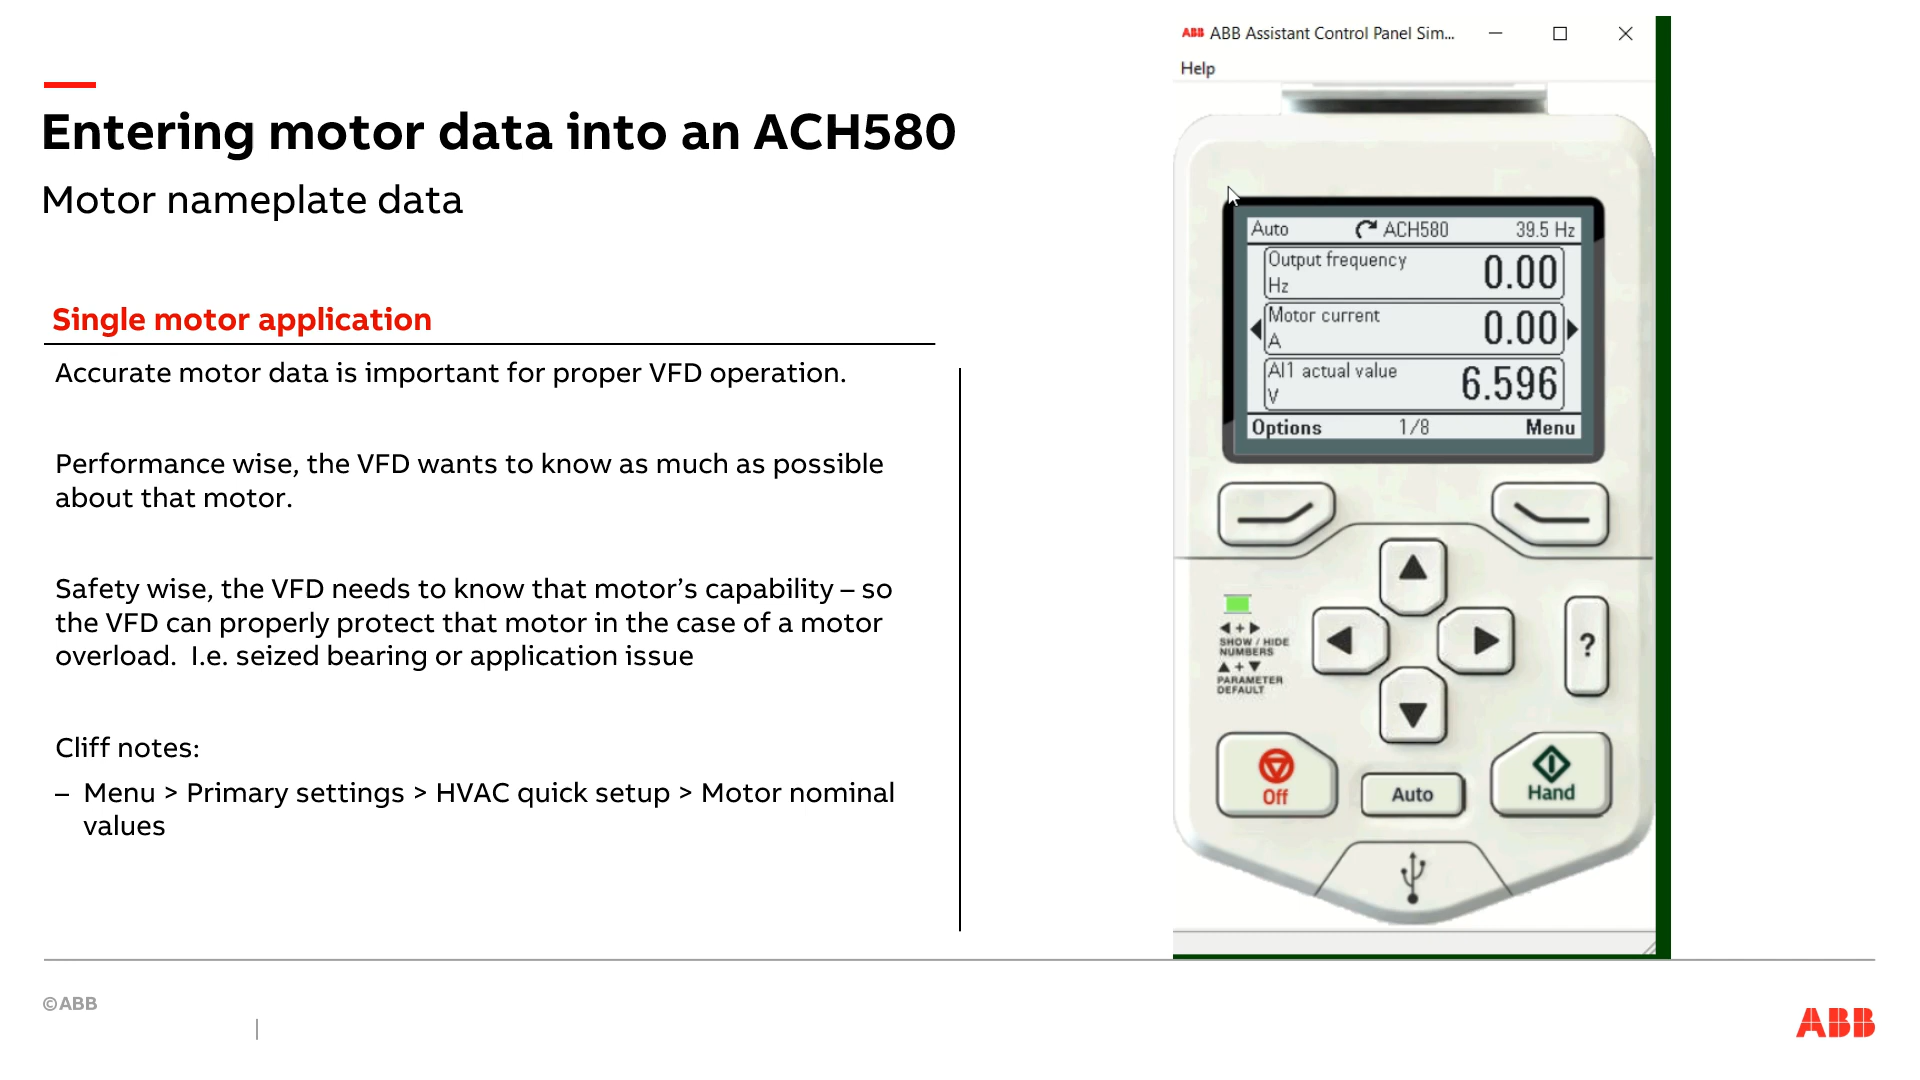 Entering motor data into an ACH580
Motor nameplate data
Single motor application
Accurate motor data is important for proper VFD operation.
Performance wise, the VFD wants to know as much as possible
about that motor.
Safety wise, the VFD needs to know that motor’s capability – so
the VFD can properly protect that motor in the case of a motor
overload.  I.e. seized bearing or application issue
Cliff notes:
– Menu > Primary settings > HVAC quick setup > Motor nominal
values
©ABB
ABB ABB Assistant Control Panel Sim...
Help
Auto ACH580 39.5 Hz
Output frequency
Hz 0.00
Motor current
A 0.00
AI1 actual value
V 6.596
Options 1/8 Menu
◀ + ▶
SHOW / HIDE
NUMBERS
▲ + ▼
PARAMETER
DEFAULT
?
Off
Auto
Hand
ABB